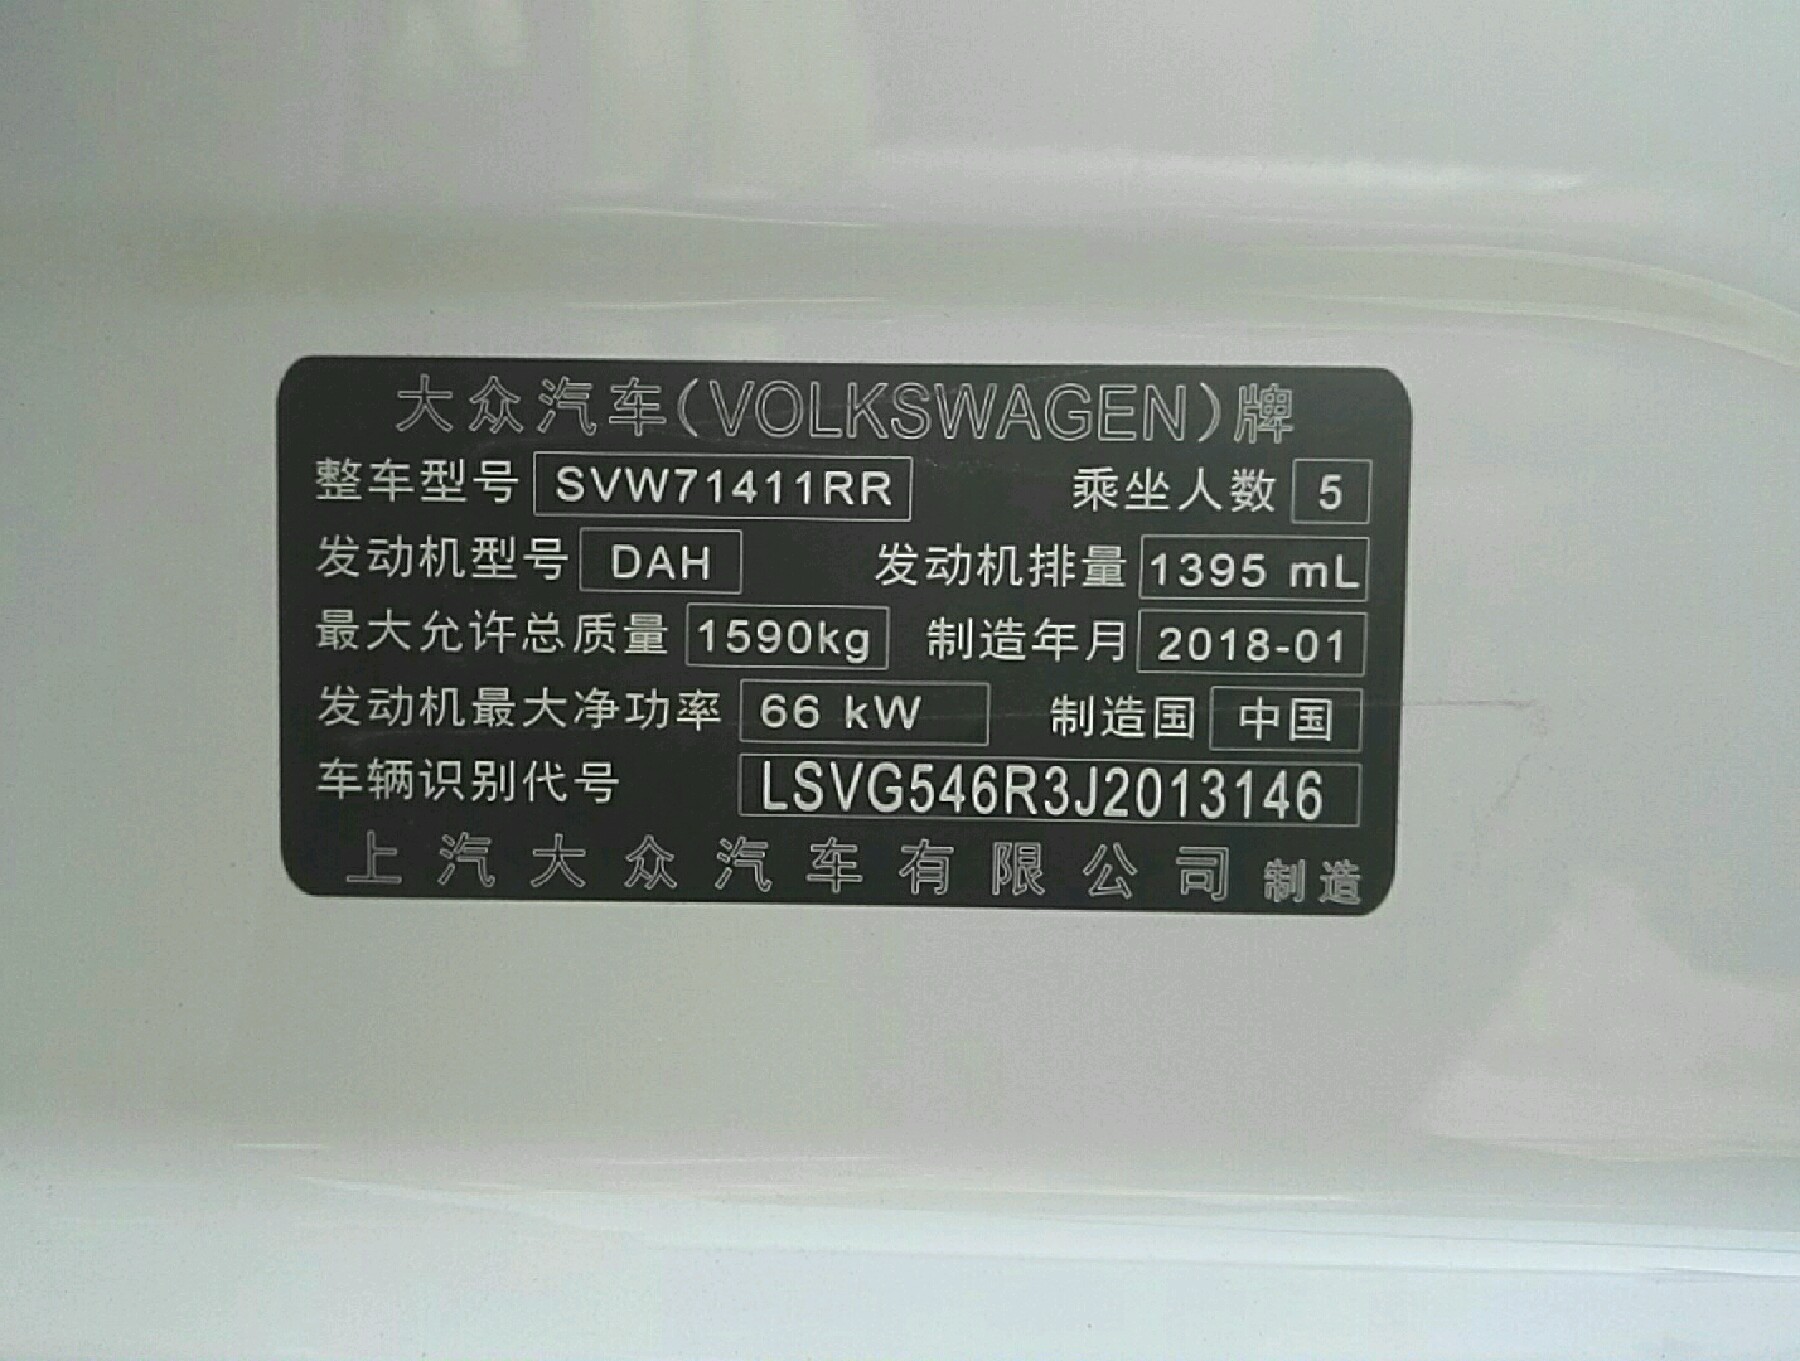 大众汽车(VOLKSWAGEN)牌
整车型号 SVW71411RR 乘坐人数 5
发动机型号 DAH 发动机排量 1395 mL
最大允许总质量 1590kg 制造年月 2018-01
发动机最大净功率 66 kW 制造国 中国
车辆识别代号 LSVG546R3J2013146
上汽大众汽车有限公司 制造